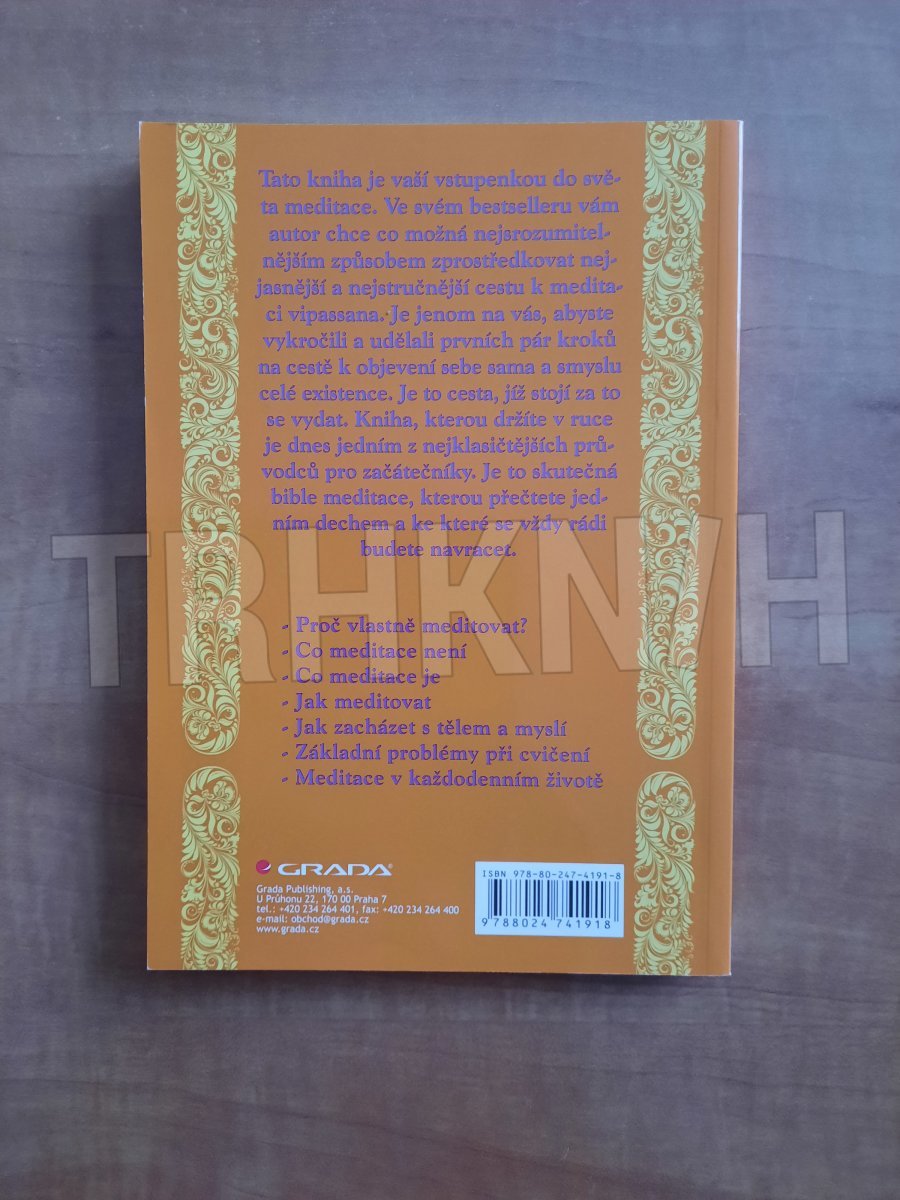 Tato kniha je vaší vstupenkou do svě-
ta meditace. Ve svém bestselleru vám
autor chce co možná nejsrozumitel-
nějším způsobem zprostředkovat nej-
jasnější a nejstručnější cestu k medita-
ci vipassana. Je jenom na vás, abyste
vykročili a udělali prvních pár kroků
na cestě k objevení sebe sama a smyslu
celé existence. Je to cesta, jíž stojí za to
se vydat. Kniha, kterou držíte v ruce
je dnes jedním z nejklasičtějších prů-
vodců pro začátečníky. Je to skutečná
bible meditace, kterou přečtete jed-
ním dechem a ke které se vždy rádi
budete navracet.
TRHKNIH
- Proč vlastně meditovat?
- Co meditace není
- Co meditace je
- Jak meditovat
- Jak zacházet s tělem a myslí
- Základní problémy při cvičení
- Meditace v každodenním životě
GRADA®
Grada Publishing, a.s.
U Průhonu 22, 170 00 Praha 7
tel.: +420 234 264 401, fax: +420 234 264 400
e-mail: obchod@grada.cz
www.grada.cz
ISBN 978-80-247-4191-8
9 788024 741918